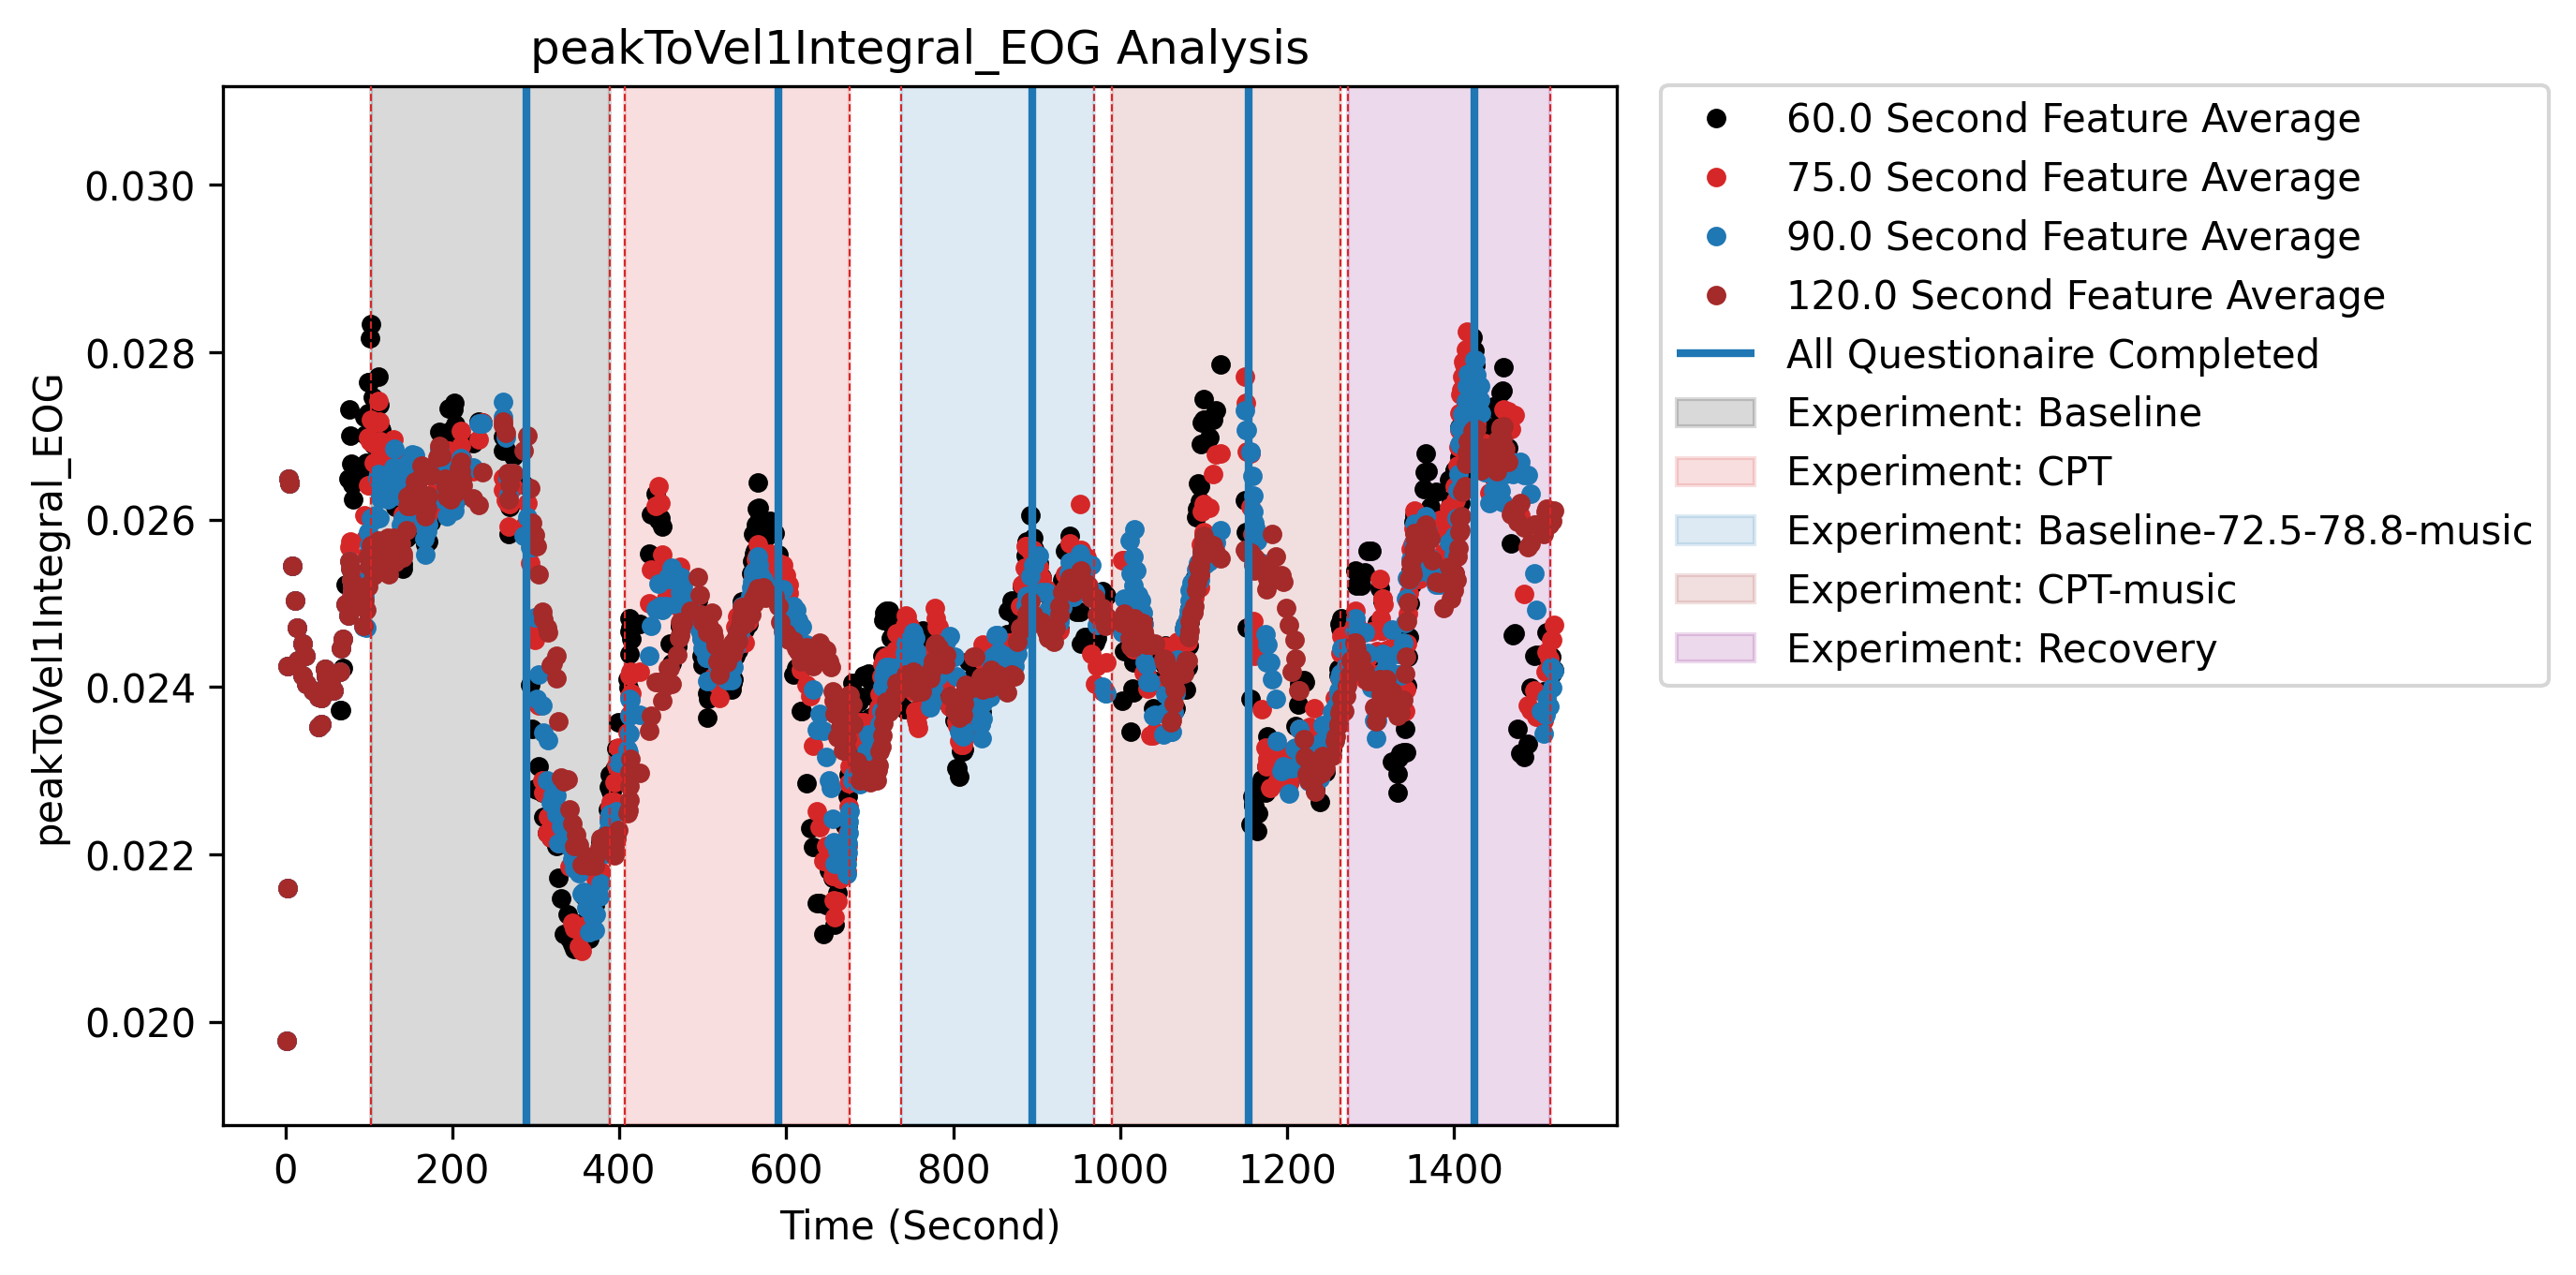 peakToVel1Integral_EOG Analysis
peakToVel1Integral_EOG
0.030
0.028
0.026
0.024
0.022
0.020
0 200 400 600 800 1000 1200 1400
Time (Second)
60.0 Second Feature Average
75.0 Second Feature Average
90.0 Second Feature Average
120.0 Second Feature Average
All Questionaire Completed
Experiment: Baseline
Experiment: CPT
Experiment: Baseline-72.5-78.8-music
Experiment: CPT-music
Experiment: Recovery